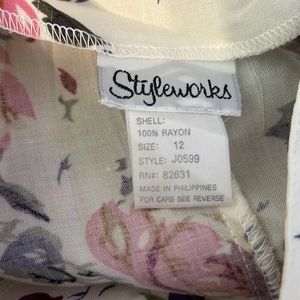 Styleworks
SHELL:
100% RAYON
SIZE: 12
STYLE: J0599
RN#: 82631
MADE IN PHILIPPINES
FOR CARE SEE REVERSE